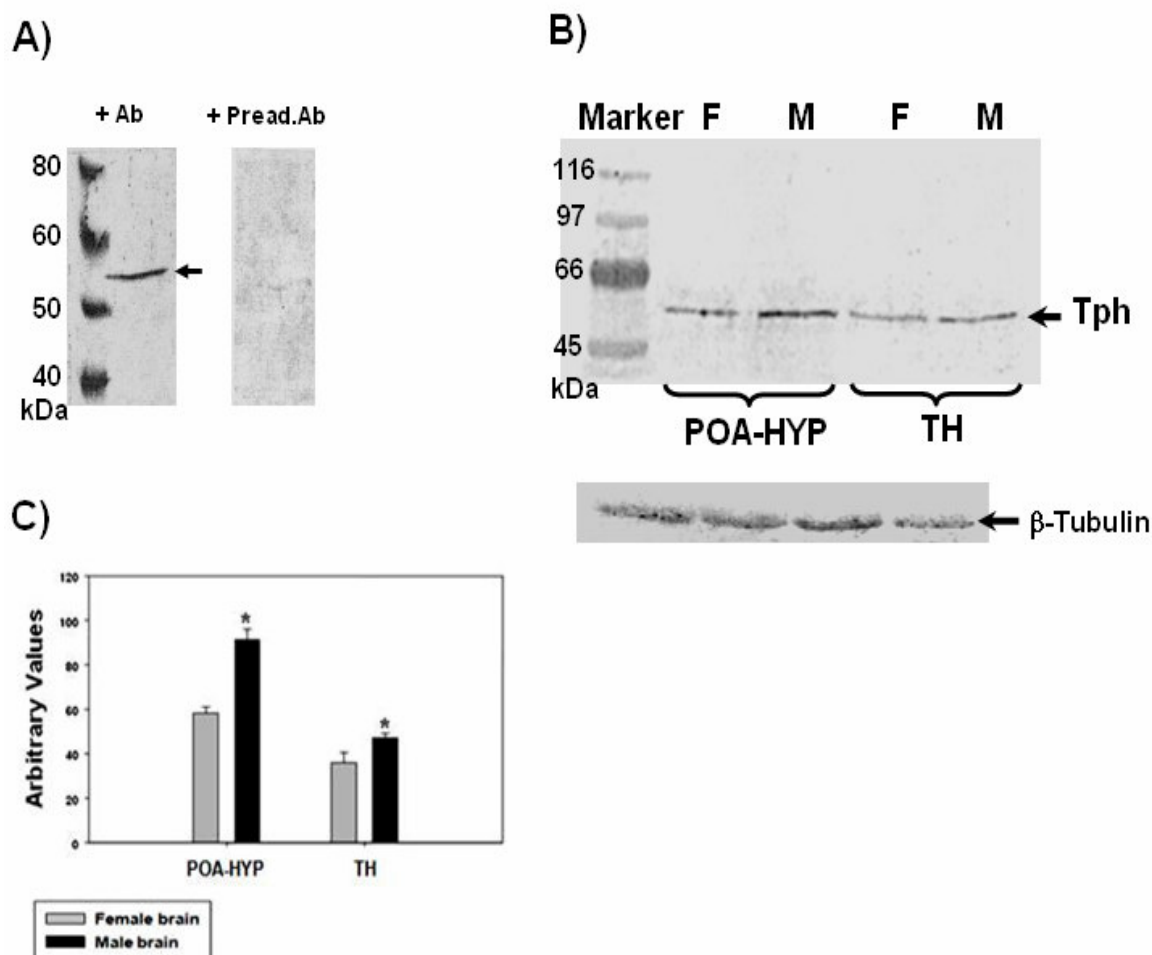 A)
+ Ab + Pread.Ab
80
60
50
40
kDa
B)
Marker F M F M
116
97
66
45
kDa
Tph
POA-HYP TH
β-Tubulin
C)
Arbitrary Values
120
100
80
60
40
20
0
*
*
POA-HYP TH
Female brain
Male brain